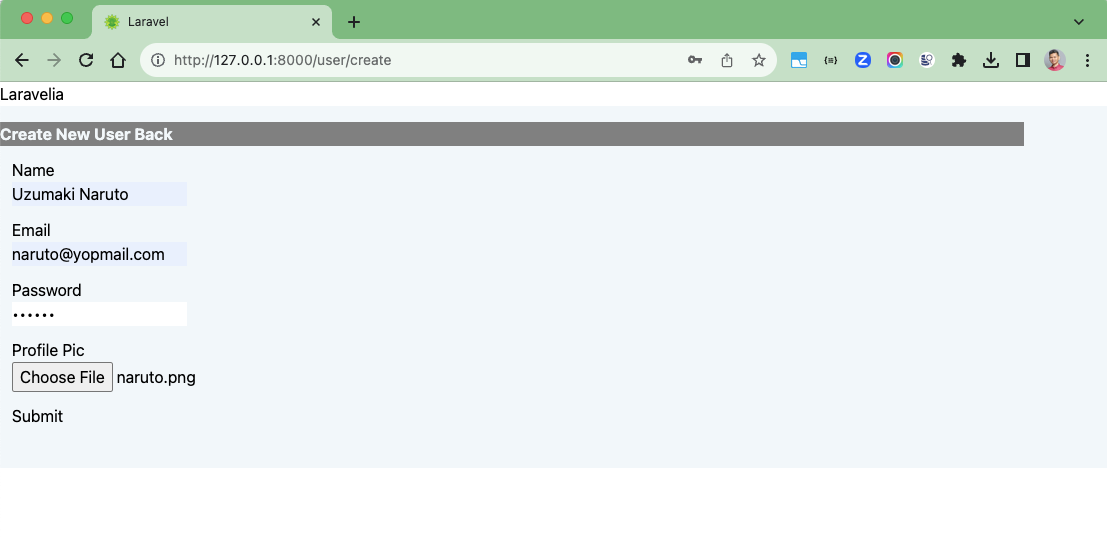 Laravel
http://127.0.0.1:8000/user/create
Laravelia
Create New User Back
Name
Uzumaki Naruto
Email
naruto@yopmail.com
Password
••••••
Profile Pic
Choose File naruto.png
Submit